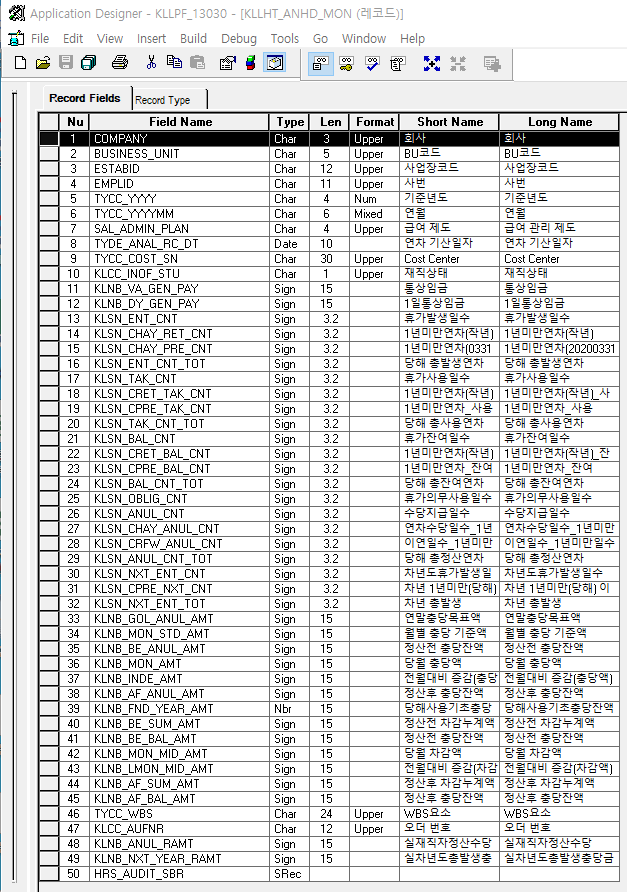 Application Designer - KLLPF_13030 - [KLLHT_ANHD_MON (레코드)]
File Edit View Insert Build Debug Tools Go Window Help
Record Fields Record Type
Nu Field Name Type Len Format Short Name Long Name
1 COMPANY Char 3 Upper 회사 회사
2 BUSINESS_UNIT Char 5 Upper BU코드 BU코드
3 ESTABID Char 12 Upper 사업장코드 사업장코드
4 EMPLID Char 11 Upper 사번 사번
5 TYCC_YYYY Char 4 Num 기준년도 기준년도
6 TYCC_YYYYMM Char 6 Mixed 연월 연월
7 SAL_ADMIN_PLAN Char 4 Upper 급여 제도 급여 관리 제도
8 TYDE_ANAL_RC_DT Date 10 연차 기산일자 연차 기산일자
9 TYCC_COST_SN Char 30 Upper Cost Center Cost Center
10 KLCC_INOF_STU Char 1 Upper 재직상태 재직상태
11 KLNB_VA_GEN_PAY Sign 15 통상임금 통상임금
12 KLNB_DY_GEN_PAY Sign 15 1일통상임금 1일통상임금
13 KLSN_ENT_CNT Sign 3.2 휴가발생일수 휴가발생일수
14 KLSN_CHAY_RET_CNT Sign 3.2 1년미만연차(작년) 1년미만연차(작년)
15 KLSN_CHAY_PRE_CNT Sign 3.2 1년미만연차(0331 1년미만연차(20200331
16 KLSN_ENT_CNT_TOT Sign 3.2 당해 총발생연차 당해 총발생연차
17 KLSN_TAK_CNT Sign 3.2 휴가사용일수 휴가사용일수
18 KLSN_CRET_TAK_CNT Sign 3.2 1년미만연차(작년) 1년미만연차(작년)_사
19 KLSN_CPRE_TAK_CNT Sign 3.2 1년미만연차_사용 1년미만연차_사용
20 KLSN_TAK_CNT_TOT Sign 3.2 당해 총사용연차 당해 총사용연차
21 KLSN_BAL_CNT Sign 3.2 휴가잔여일수 휴가잔여일수
22 KLSN_CRET_BAL_CNT Sign 3.2 1년미만연차(작년) 1년미만연차(작년)_잔
23 KLSN_CPRE_BAL_CNT Sign 3.2 1년미만연차_잔여 1년미만연차_잔여
24 KLSN_BAL_CNT_TOT Sign 3.2 당해 총잔여연차 당해 총잔여연차
25 KLSN_OBLIG_CNT Sign 3.2 휴가의무사용일수 휴가의무사용일수
26 KLSN_ANUL_CNT Sign 3.2 수당지급일수 수당지급일수
27 KLSN_CHAY_ANUL_CNT Sign 3.2 연차수당일수_1년 연차수당일수_1년미만
28 KLSN_CRFW_ANUL_CNT Sign 3.2 이연일수_1년미만 이연일수_1년미만일수
29 KLSN_ANUL_CNT_TOT Sign 3.2 당해 총정산연차 당해 총정산연차
30 KLSN_NXT_ENT_CNT Sign 3.2 차년도휴가발생일 차년도휴가발생일수
31 KLSN_CPRE_NXT_CNT Sign 3.2 차년 1년미만(당해) 차년 1년미만(당해) 이
32 KLSN_NXT_ENT_TOT Sign 3.2 차년 총발생 차년 총발생
33 KLNB_GOL_ANUL_AMT Sign 15 연말충당목표액 연말충당목표액
34 KLNB_MON_STD_AMT Sign 15 월별 충당 기준액 월별 충당 기준액
35 KLNB_BE_ANUL_AMT Sign 15 정산전 충당잔액 정산전 충당잔액
36 KLNB_MON_AMT Sign 15 당월 충당액 당월 충당액
37 KLNB_INDE_AMT Sign 15 전월대비 증감(충당 전월대비 증감(충당액)
38 KLNB_AF_ANUL_AMT Sign 15 정산후 충당잔액 정산후 충당잔액
39 KLNB_FND_YEAR_AMT Nbr 15 당해사용기초충당 당해사용기초충당잔액
40 KLNB_BE_SUM_AMT Sign 15 정산전 차감누계액 정산전 차감누계액
41 KLNB_BE_BAL_AMT Sign 15 정산전 충당잔액 정산전 충당잔액
42 KLNB_MON_MID_AMT Sign 15 당월 차감액 당월 차감액
43 KLNB_LMON_MID_AMT Sign 15 전월대비 증감(차감 전월대비 증감(차감액)
44 KLNB_AF_SUM_AMT Sign 15 정산후 차감누계액 정산후 차감누계액
45 KLNB_AF_BAL_AMT Sign 15 정산후 충당잔액 정산후 충당잔액
46 TYCC_WBS Char 24 Upper WBS요소 WBS요소
47 KLCC_AUFNR Char 12 Upper 오더 번호 오더 번호
48 KLNB_ANUL_RAMT Sign 15 실재직자정산수당 실재직자정산수당
49 KLNB_NXT_YEAR_RAMT Sign 15 실차년도총발생충 실차년도총발생충당금
50 HRS_AUDIT_SBR SRec